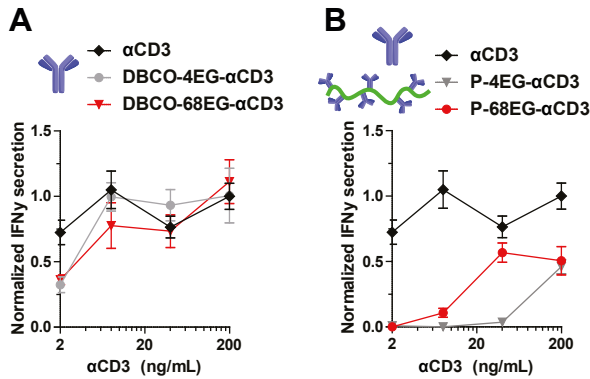 A
αCD3
DBCO-4EG-αCD3
DBCO-68EG-αCD3
Normalized IFNγ secretion
1.5
1.0
0.5
0.0
2
20
200
αCD3 (ng/mL)
B
αCD3
P-4EG-αCD3
P-68EG-αCD3
Normalized IFNγ secretion
1.5
1.0
0.5
0.0
2
20
200
αCD3 (ng/mL)